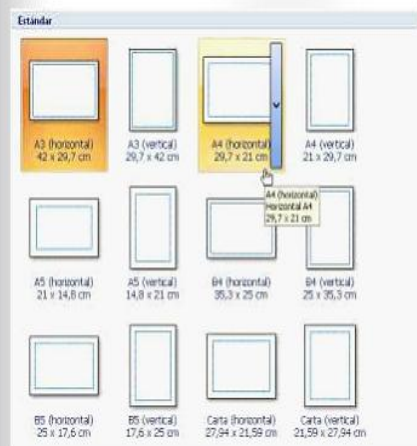 Estándar
A3 (horizontal)
42 x 29,7 cm
A3 (vertical)
29,7 x 42 cm
A4 (horizontal)
29,7 x 21 cm
A4 (vertical)
21 x 29,7 cm
A4 (horizontal)
Horizontal A4
29,7 x 21 cm
A5 (horizontal)
21 x 14,8 cm
A5 (vertical)
14,8 x 21 cm
B4 (horizontal)
35,3 x 25 cm
B4 (vertical)
25 x 35,3 cm
B5 (horizontal)
25 x 17,6 cm
B5 (vertical)
17,6 x 25 cm
Carta (horizontal)
27,94 x 21,59 cm
Carta (vertical)
21,59 x 27,94 cm